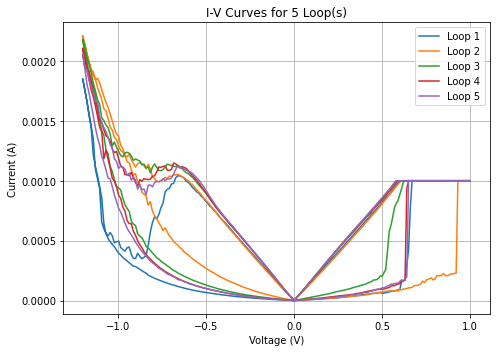 I-V Curves for 5 Loop(s)
Loop 1
Loop 2
Loop 3
Loop 4
Loop 5
Current (A)
0.0020
0.0015
0.0010
0.0005
0.0000
−1.0 −0.5 0.0 0.5 1.0
Voltage (V)